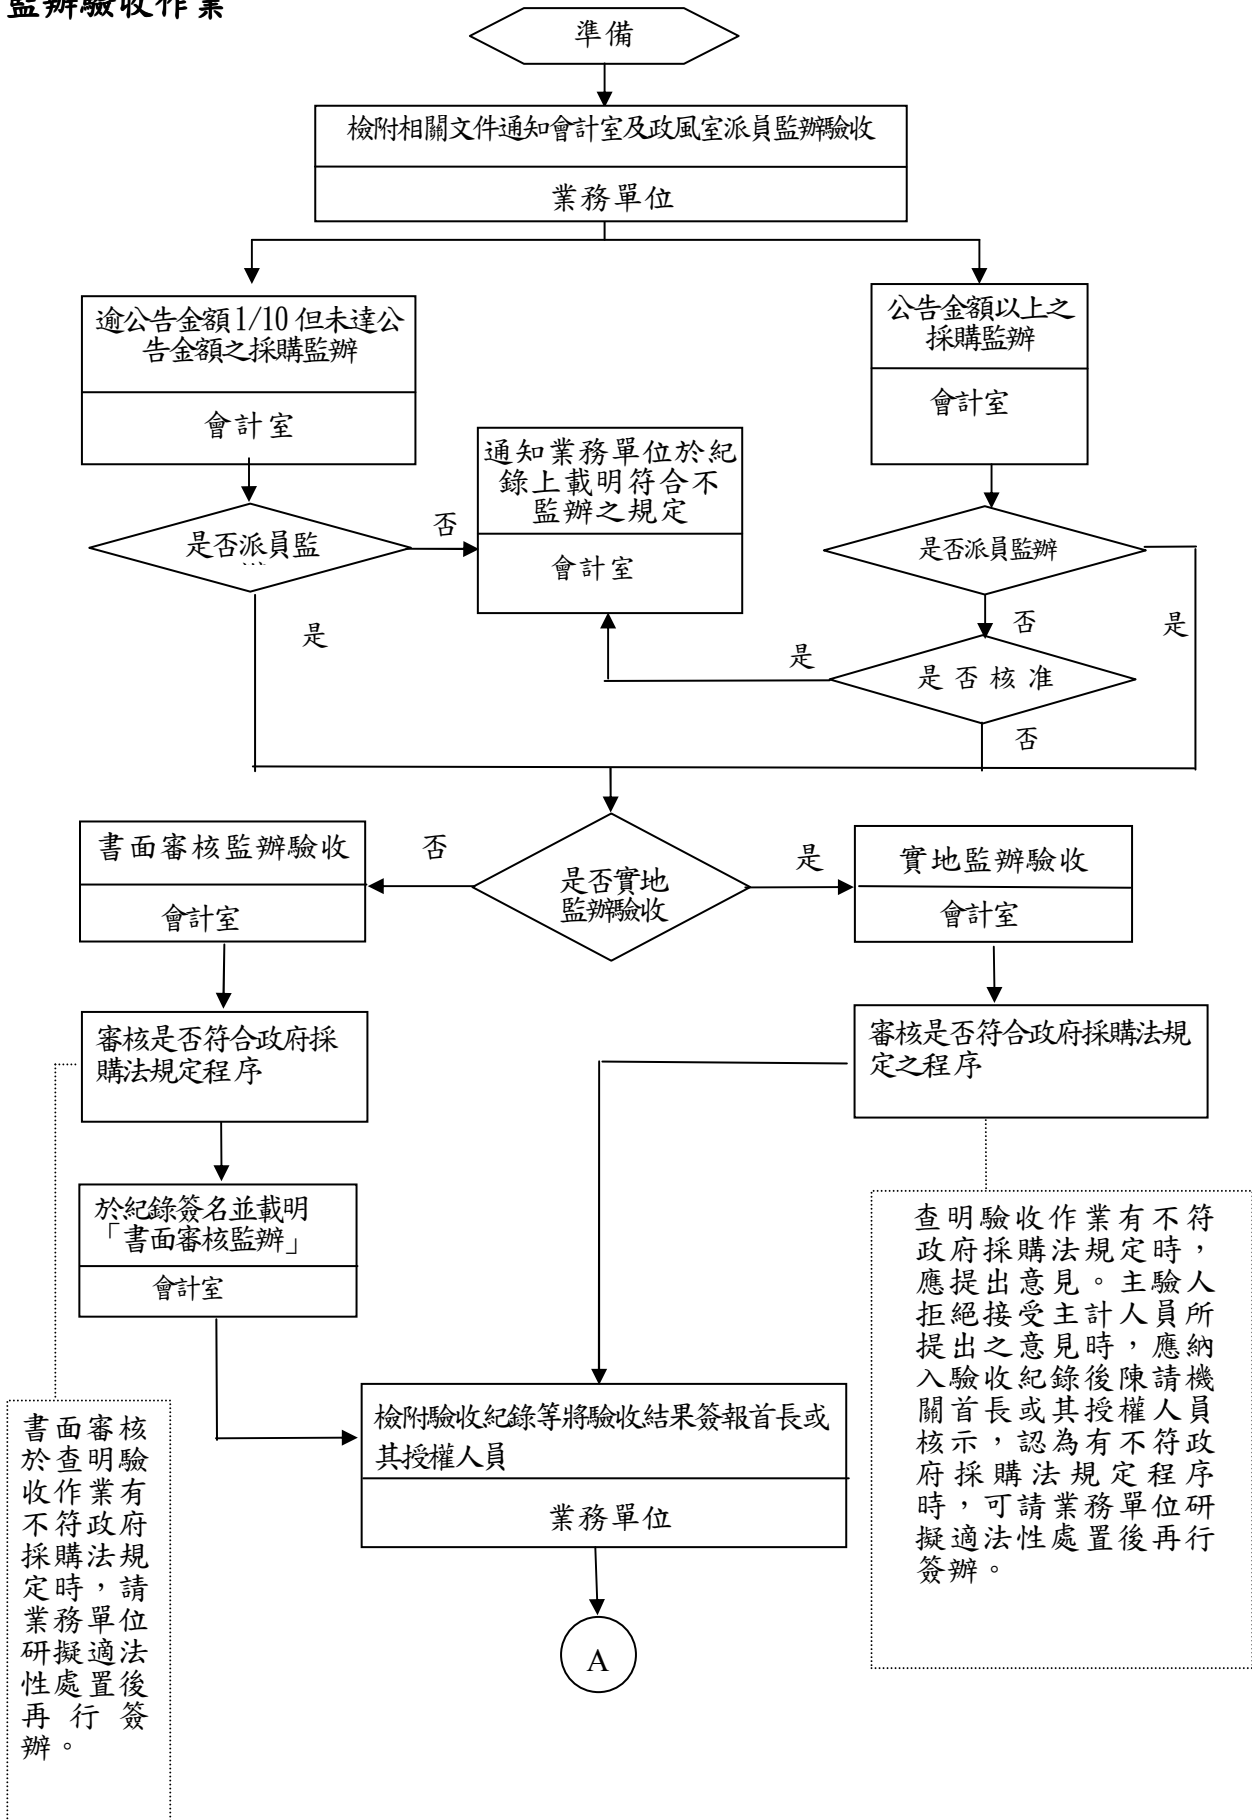 監辦驗收作業
準備
檢附相關文件通知會計室及政風室派員監辦驗收
業務單位
逾公告金額1/10但未達公
告金額之採購監辦
會計室
公告金額以上之
採購監辦
會計室
通知業務單位於紀
錄上載明符合不
監辦之規定
會計室
是否派員監
否
是
是否派員監辦
否
是
是否核准
是
否
是否實地
監辦驗收
否
是
書面審核監辦驗收
會計室
實地監辦驗收
會計室
審核是否符合政府採
購法規定程序
審核是否符合政府採購法規
定之程序
於紀錄簽名並載明
「書面審核監辦」
會計室
查明驗收作業有不符
政府採購法規定時，
應提出意見。主驗人
拒絕接受主計人員所
提出之意見時，應納
入驗收紀錄後陳請機
關首長或其授權人員
核示，認為有不符政
府採購法規定程序
時，可請業務單位研
擬適法性處置後再行
簽辦。
檢附驗收紀錄等將驗收結果簽報首長或
其授權人員
業務單位
書面審核
於查明驗
收作業有
不符政府
採購法規
定時，請
業務單位
研擬適法
性處置後
再行簽
辦。
A